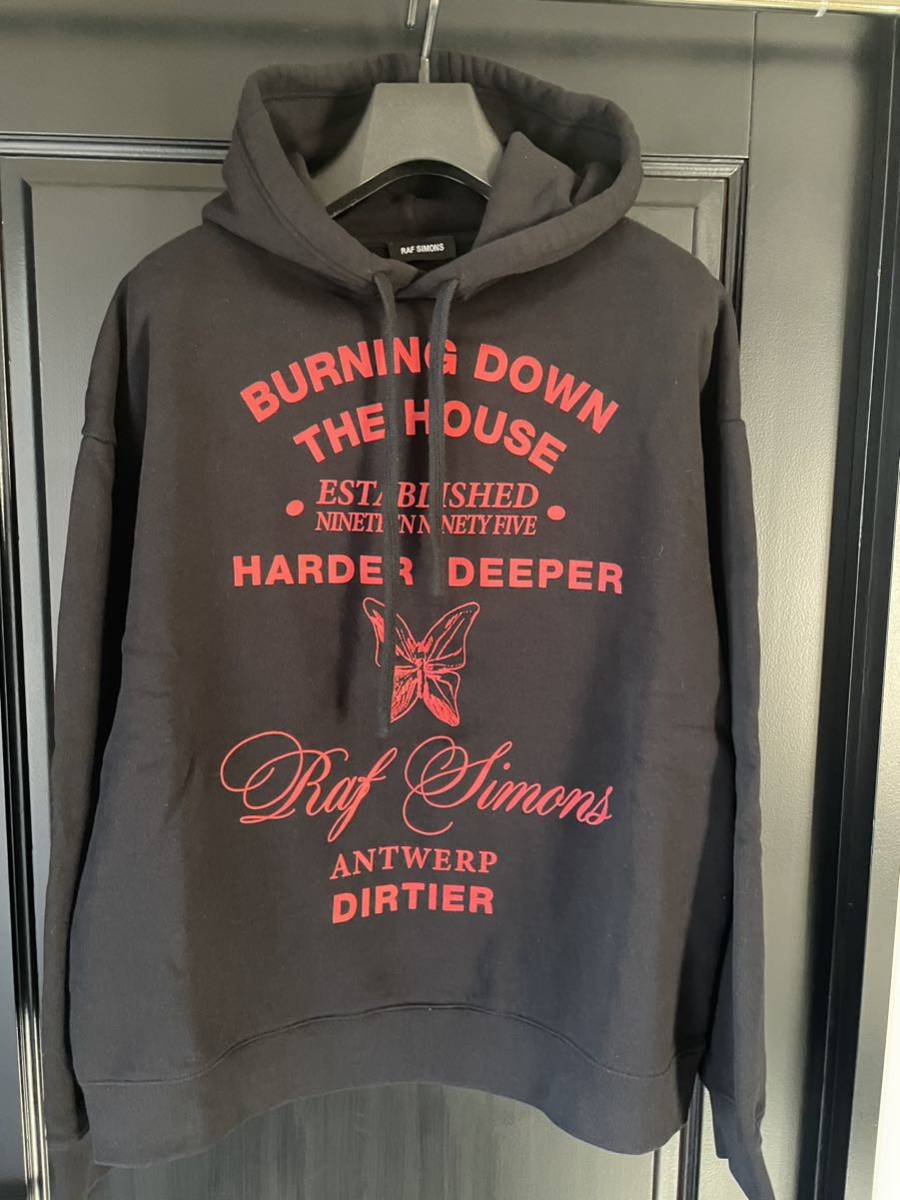 RAF SIMONS
BURNING DOWN
THE HOUSE
• ESTABLISHED •
NINETEEN NINETY FIVE
HARDER DEEPER
Raf Simons
ANTWERP
DIRTIER